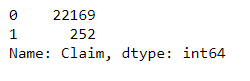 0    22169
1      252
Name: Claim, dtype: int64